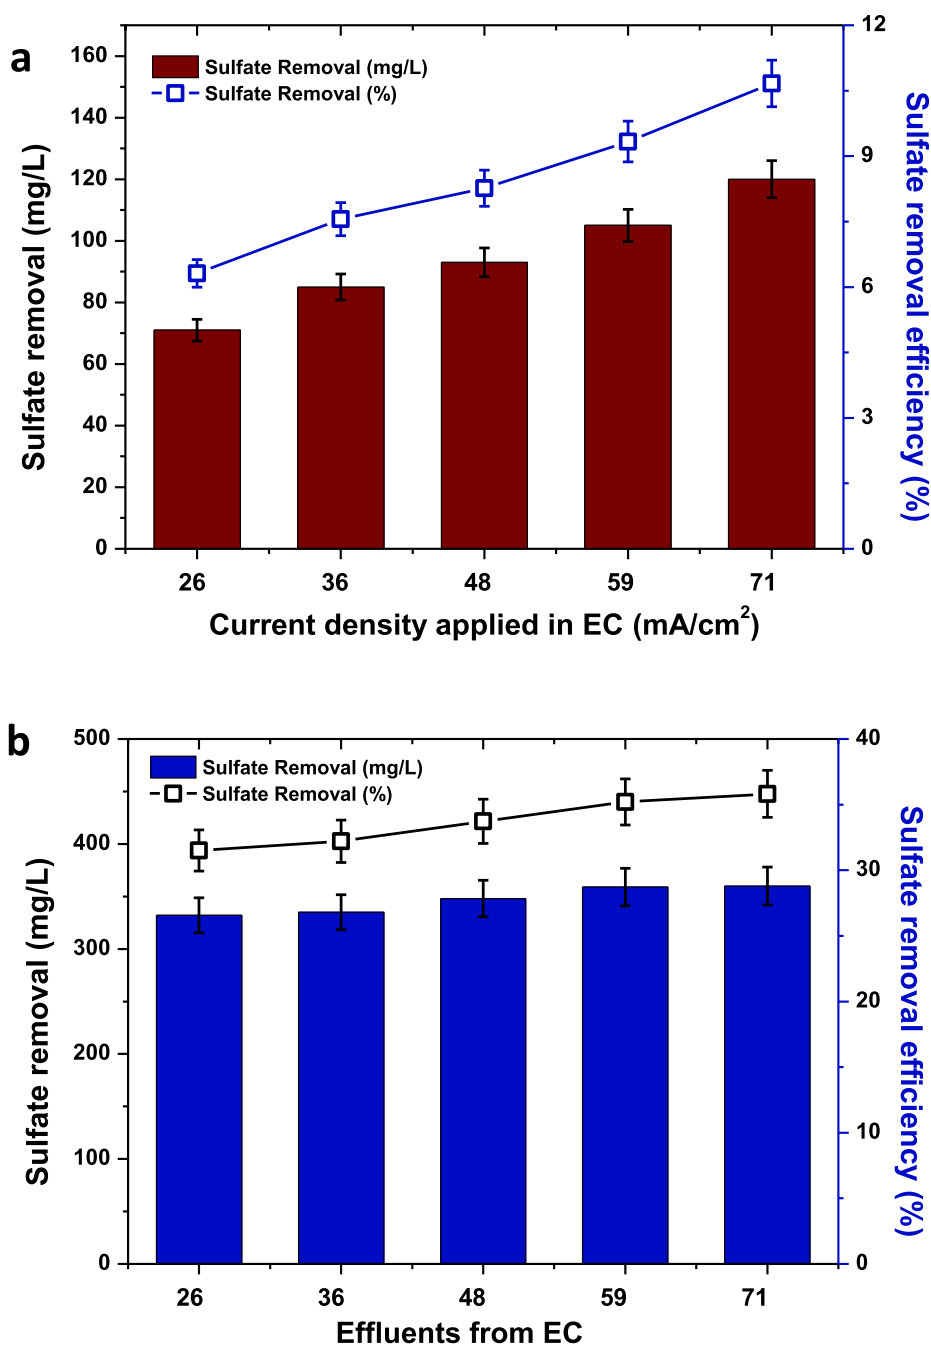 a
Sulfate Removal (mg/L)
Sulfate Removal (%)
160
140
120
100
80
60
40
20
0
Sulfate removal (mg/L)
12
9
6
3
0
Sulfate removal efficiency (%)
26 36 48 59 71
Current density applied in EC (mA/cm²)
b
Sulfate Removal (mg/L)
Sulfate Removal (%)
500
400
300
200
100
0
Sulfate removal (mg/L)
40
30
20
10
0
Sulfate removal efficiency (%)
26 36 48 59 71
Effluents from EC